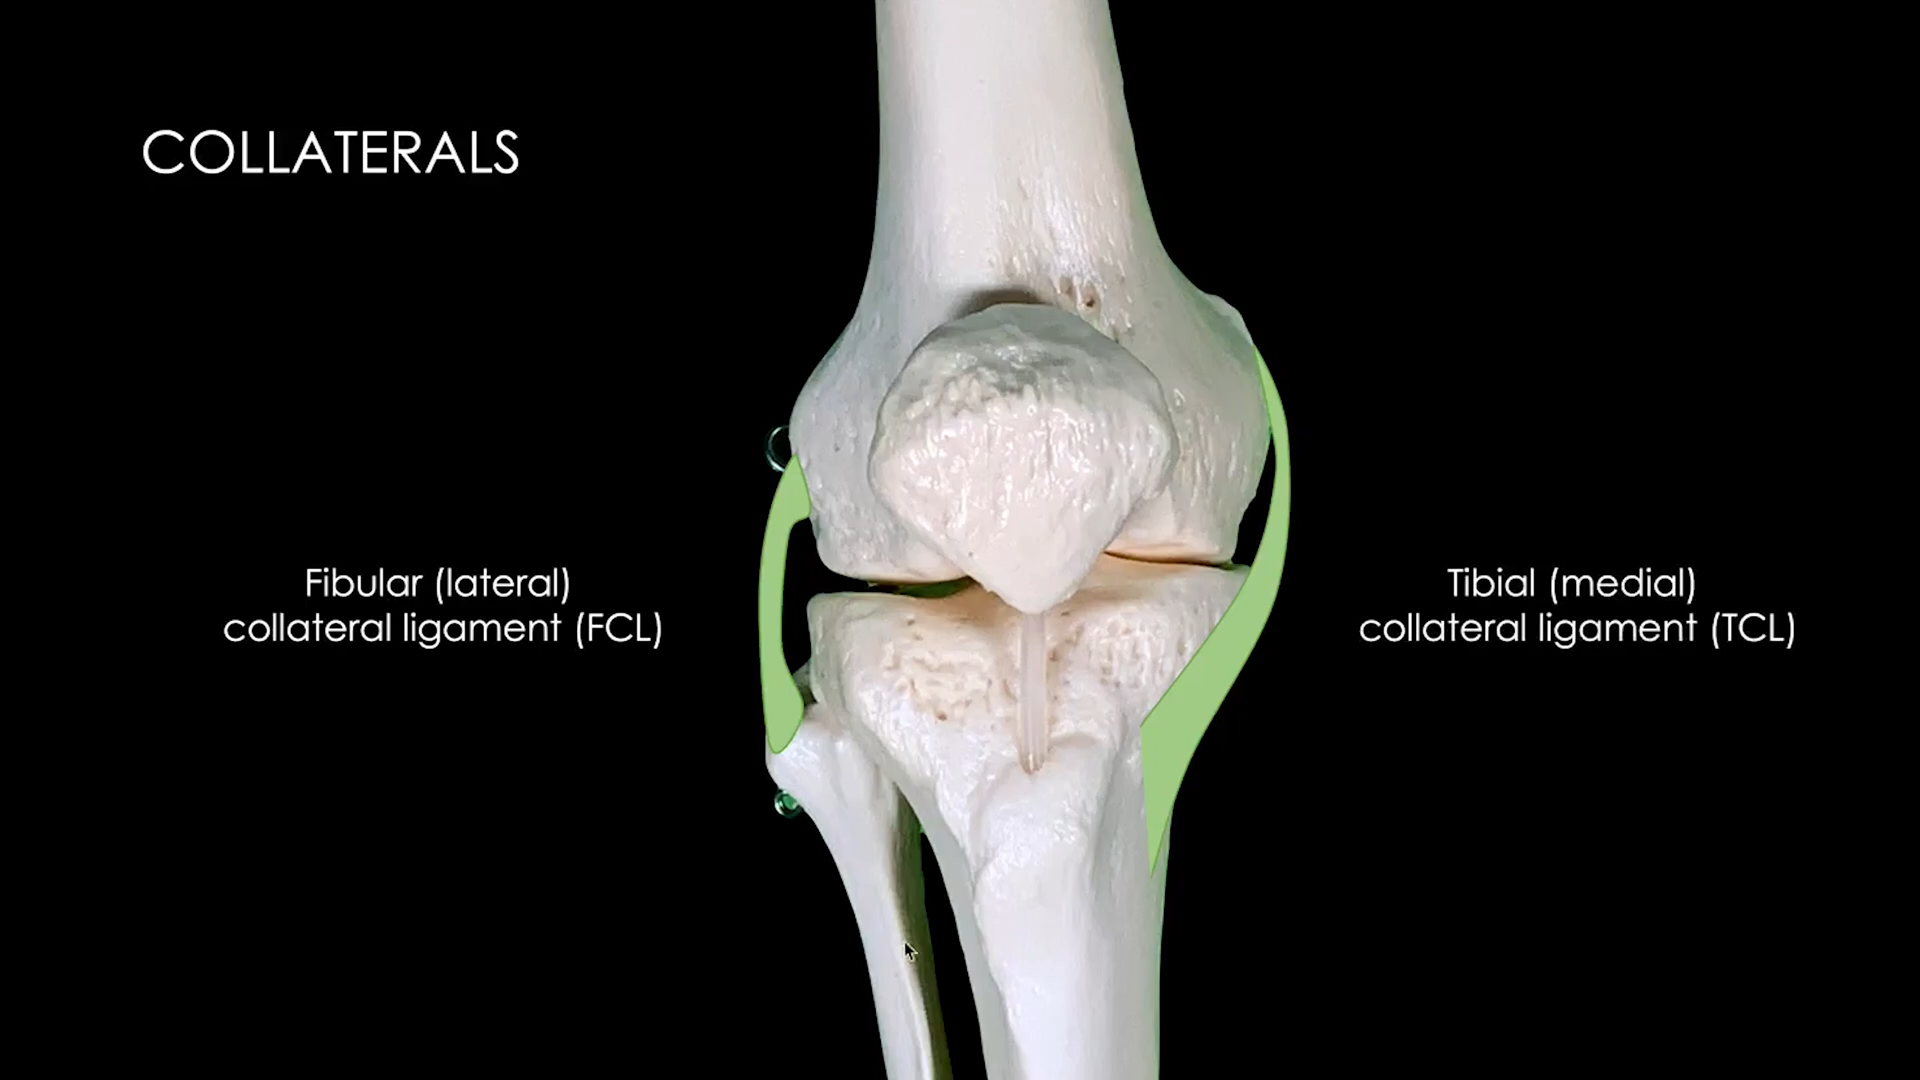 COLLATERALS
Fibular (lateral)
collateral ligament (FCL)
Tibial (medial)
collateral ligament (TCL)